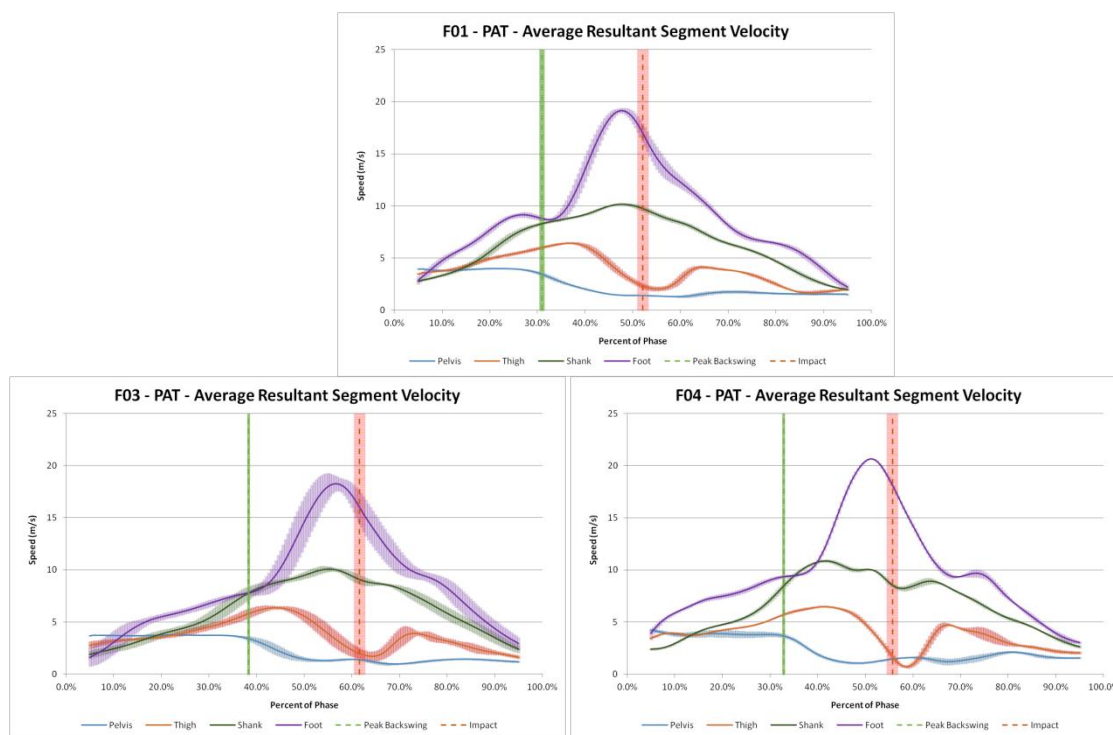 F01 - PAT - Average Resultant Segment Velocity
25
20
15
10
5
0
Speed (m/s)
0.0% 10.0% 20.0% 30.0% 40.0% 50.0% 60.0% 70.0% 80.0% 90.0% 100.0%
Percent of Phase
Pelvis Thigh Shank Foot Peak Backswing Impact
F03 - PAT - Average Resultant Segment Velocity
25
20
15
10
5
0
Speed (m/s)
0.0% 10.0% 20.0% 30.0% 40.0% 50.0% 60.0% 70.0% 80.0% 90.0% 100.0%
Percent of Phase
Pelvis Thigh Shank Foot Peak Backswing Impact
F04 - PAT - Average Resultant Segment Velocity
25
20
15
10
5
0
Speed (m/s)
0.0% 10.0% 20.0% 30.0% 40.0% 50.0% 60.0% 70.0% 80.0% 90.0% 100.0%
Percent of Phase
Pelvis Thigh Shank Foot Peak Backswing Impact